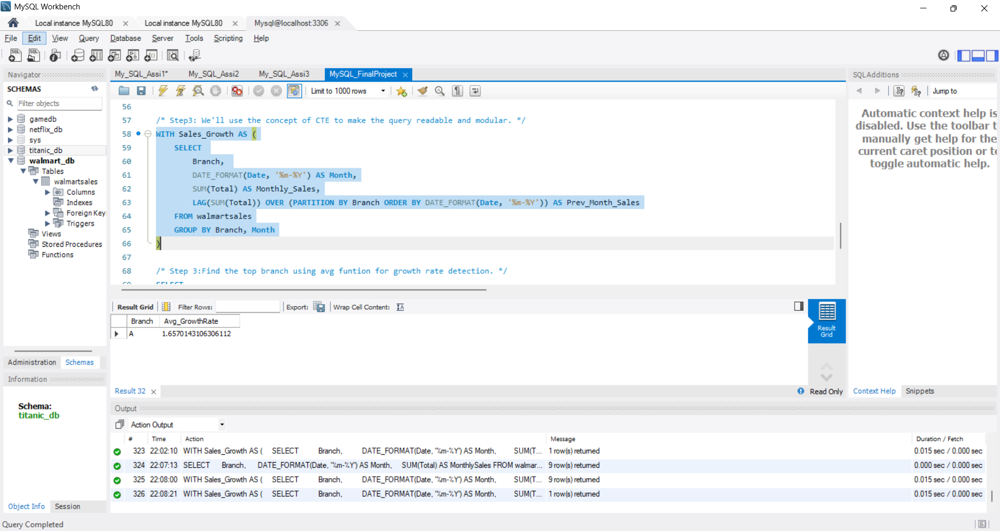 MySQL Workbench
Local instance MySQL80
Local instance MySQL80
Mysql@localhost:3306
File Edit View Query Database Server Tools Scripting Help
Navigator
SCHEMAS
Filter objects
gamedb
netflix_db
sys
titanic_db
walmart_db
Tables
walmartsales
Columns
Indexes
Foreign Key
Triggers
Views
Stored Procedures
Functions
Administration Schemas
Information
Schema:
titanic_db
Object Info Session
My_SQL_Assi1* My_SQL_Assi2 My_SQL_Assi3 MySQL_FinalProject
Limit to 1000 rows
56
57 /* Step3: We'll use the concept of CTE to make the query readable and modular. */
58 WITH Sales_Growth AS (
59 SELECT
60 Branch,
61 DATE_FORMAT(Date, '%m-%Y') AS Month,
62 SUM(Total) AS Monthly_Sales,
63 LAG(SUM(Total)) OVER (PARTITION BY Branch ORDER BY DATE_FORMAT(Date, '%m-%Y')) AS Prev_Month_Sales
64 FROM walmartsales
65 GROUP BY Branch, Month
66 )
67
68 /* Step 3:Find the top branch using avg funtion for growth rate detection. */
69 SELECT
Result Grid Filter Rows: Export: Wrap Cell Content:
Branch Avg_GrowthRate
A 1.6570143106306112
Result Grid
Result 32
Read Only
SQLAdditions
Jump to
Automatic context help is
disabled. Use the toolbar t
manually get help for the
current caret position or to
toggle automatic help.
Context Help Snippets
Output
Action Output
# Time Action Message Duration / Fetch
323 22:02:10 WITH Sales_Growth AS ( SELECT Branch, DATE_FORMAT(Date, '%m-%Y') AS Month, SUM(T... 1 row(s) returned 0.015 sec / 0.000 sec
324 22:07:13 SELECT Branch, DATE_FORMAT(Date, '%m-%Y') AS Month, SUM(Total) AS MonthlySales FROM walmar... 9 row(s) returned 0.000 sec / 0.000 sec
325 22:08:00 WITH Sales_Growth AS ( SELECT Branch, DATE_FORMAT(Date, '%m-%Y') AS Month, SUM(T... 9 row(s) returned 0.015 sec / 0.000 sec
326 22:08:21 WITH Sales_Growth AS ( SELECT Branch, DATE_FORMAT(Date, '%m-%Y') AS Month, SUM(T... 1 row(s) returned 0.015 sec / 0.000 sec
Query Completed